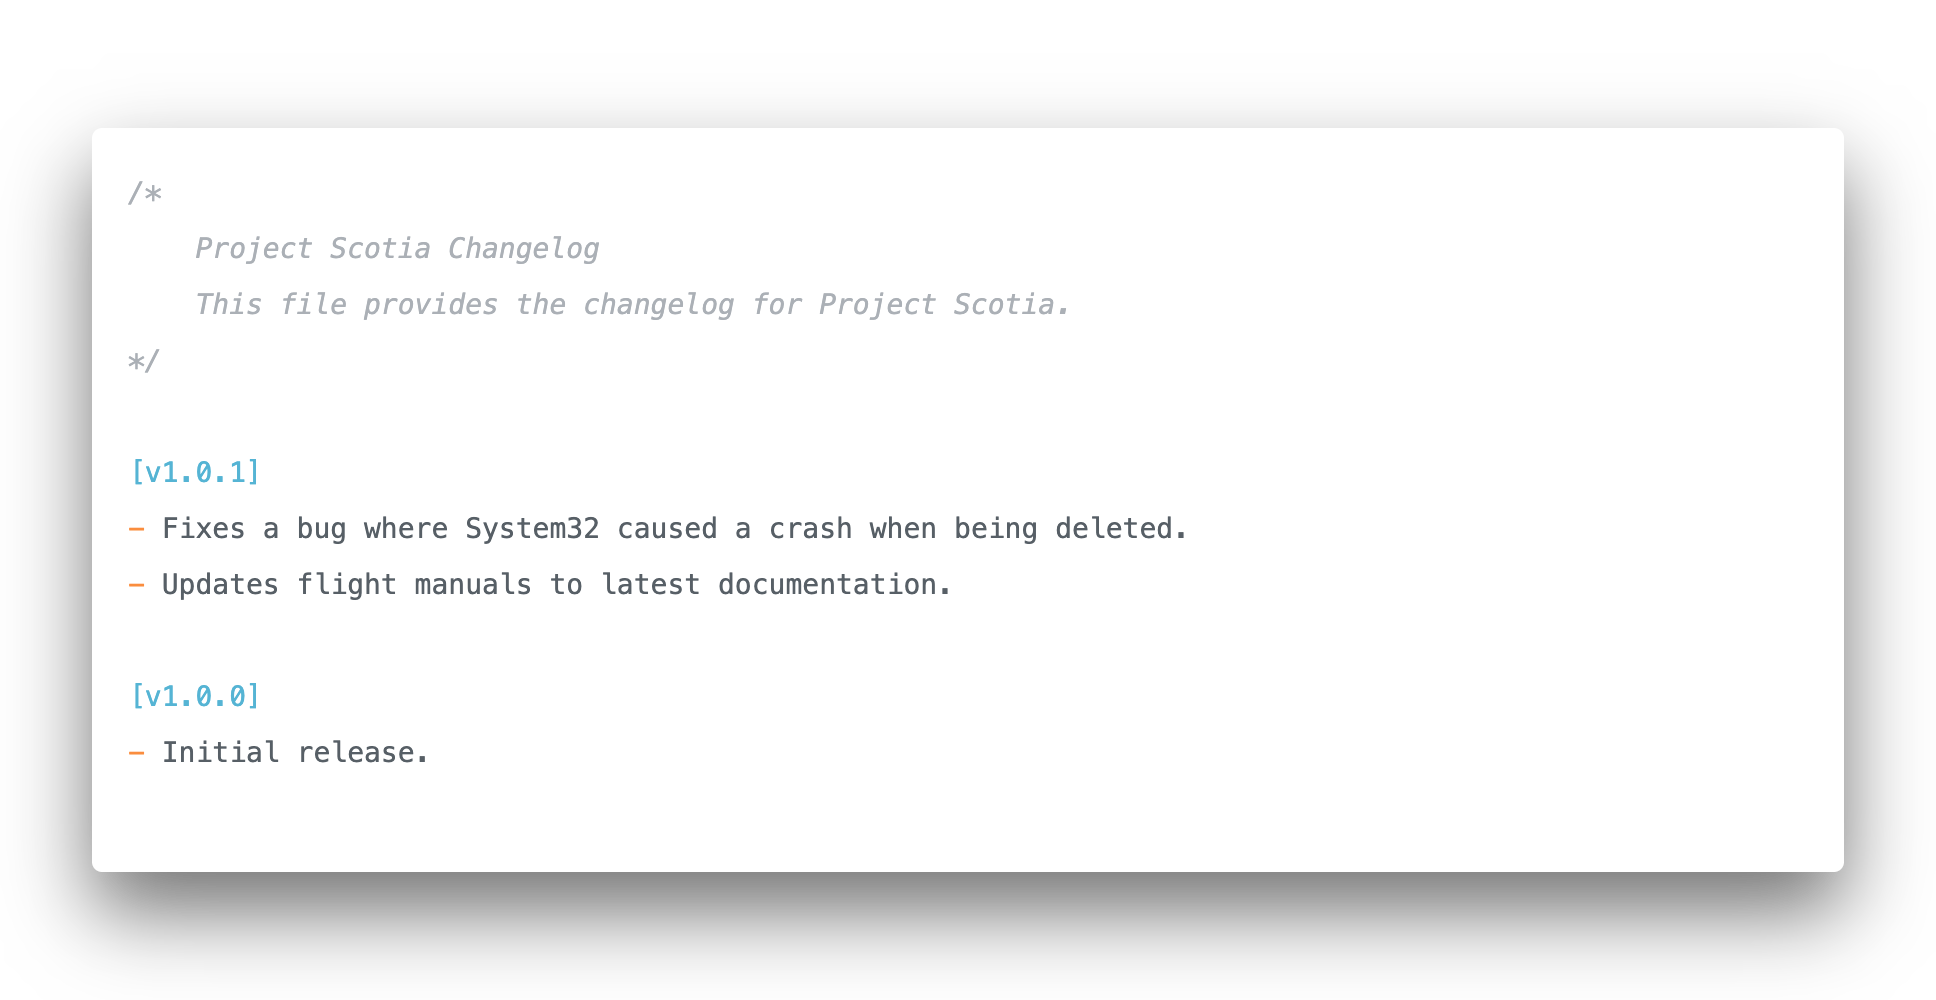 /*
    Project Scotia Changelog
    This file provides the changelog for Project Scotia.
*/

[v1.0.1]
- Fixes a bug where System32 caused a crash when being deleted.
- Updates flight manuals to latest documentation.

[v1.0.0]
- Initial release.